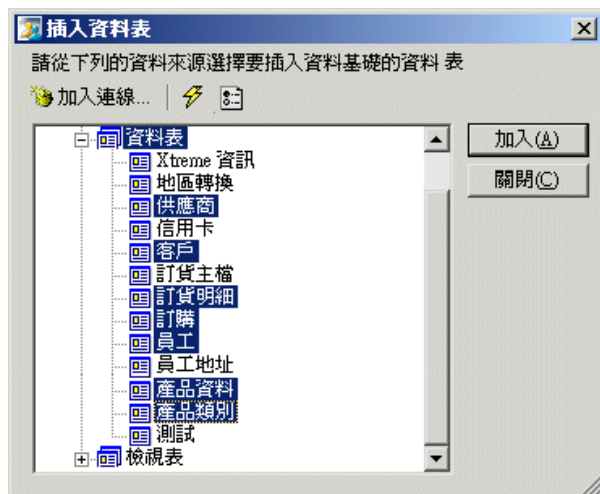 插入資料表
請從下列的資料來源選擇要插入資料基礎的資料 表
加入連線...
資料表
Xtreme 資訊
地區轉換
供應商
信用卡
客戶
訂貨主檔
訂貨明細
訂購
員工
員工地址
產品資料
產品類別
測試
檢視表
加入(A)
關閉(C)